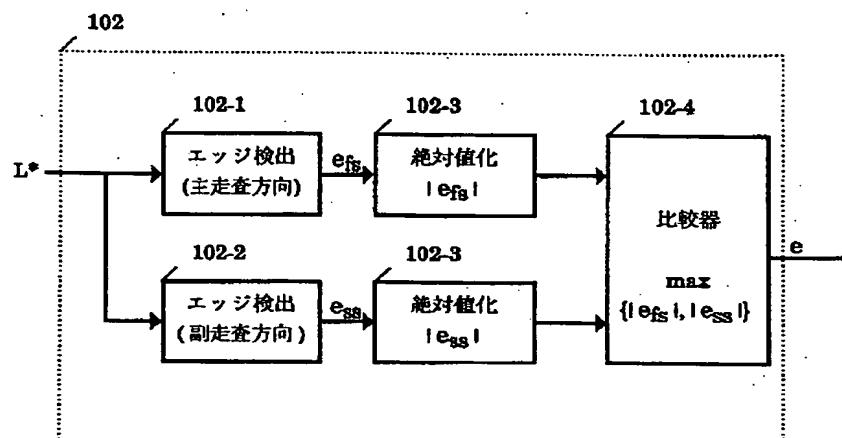 102
102-1
102-3
102-4
L*
エッジ検出
(主走査方向)
efs
絶対値化
|efs|
比較器
max
{|efs|,|ess|}
e
102-2
102-3
エッジ検出
(副走査方向)
ess
絶対値化
|ess|